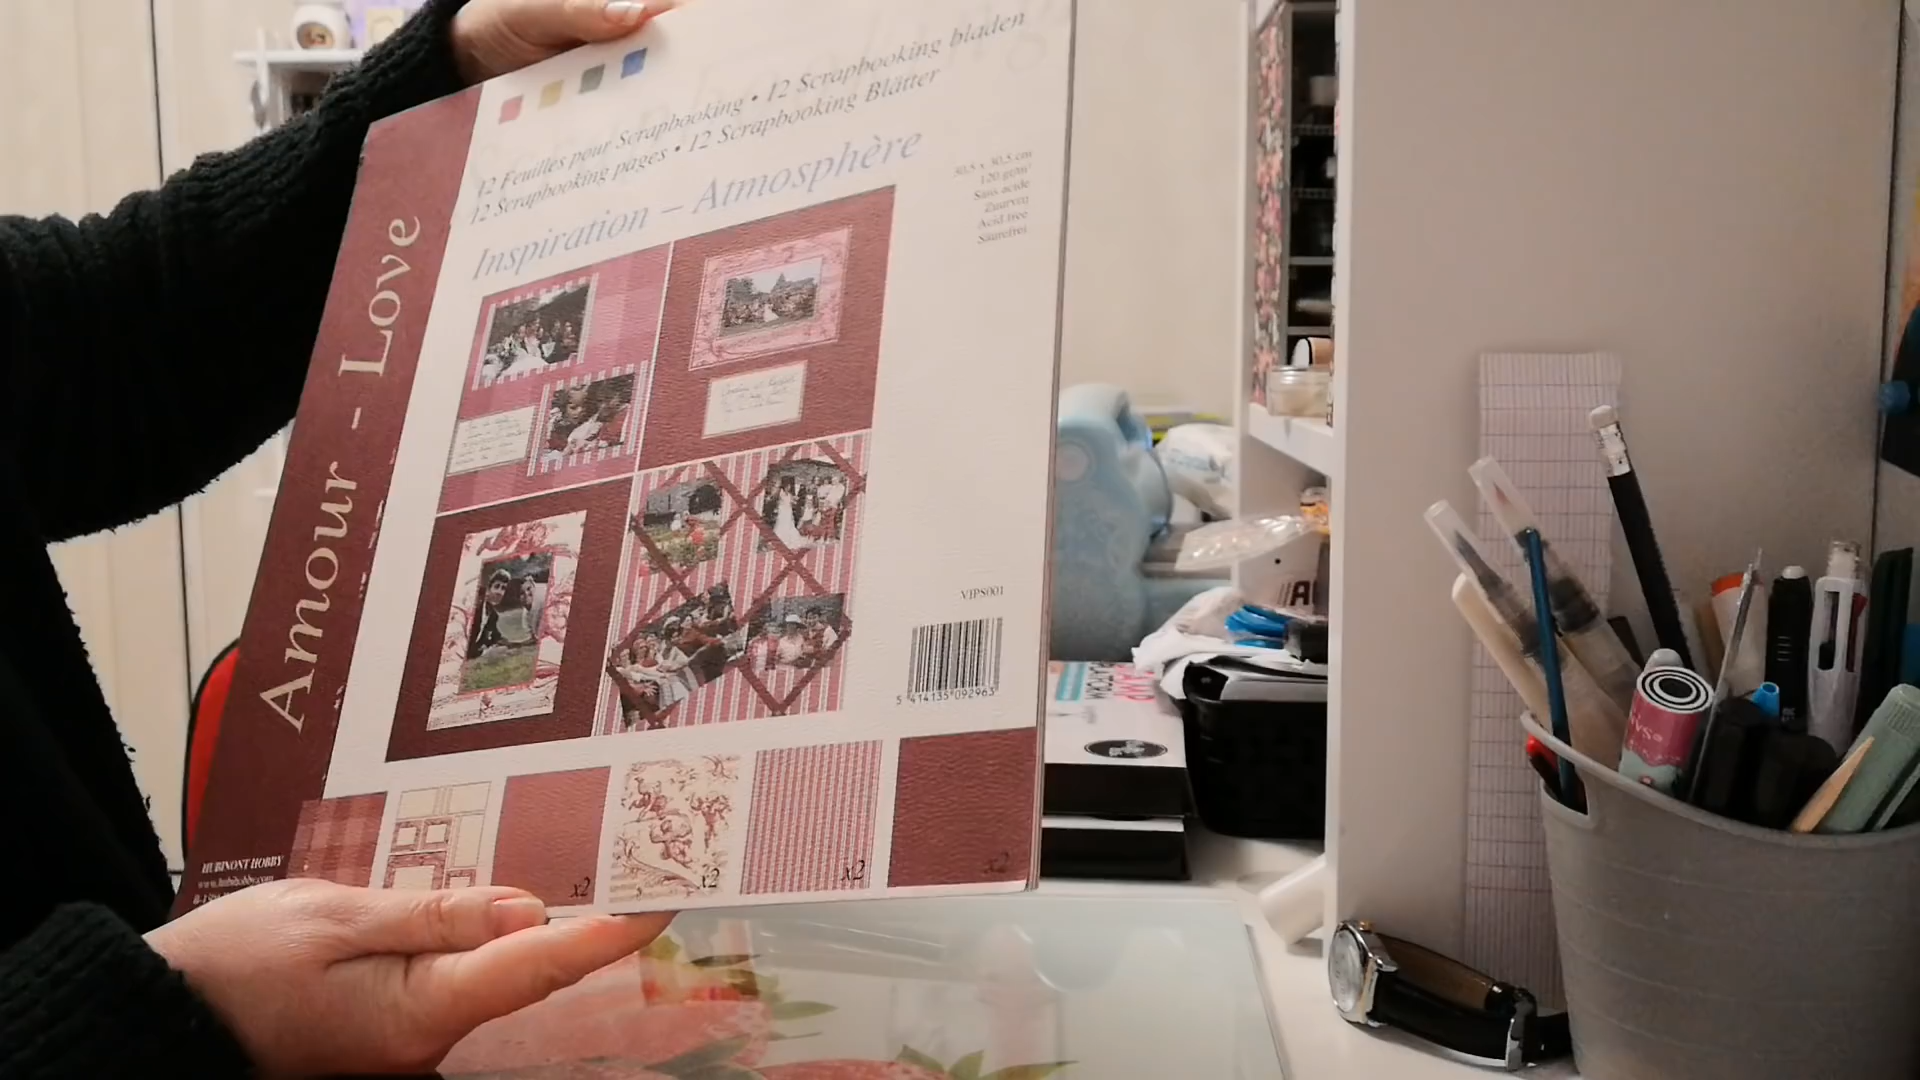 12 Feuilles pour Scrapbooking • 12 Scrapbooking bladen
12 Scrapbooking pages • 12 Scrapbooking Blätter
Inspiration – Atmosphère
30,5 x 30,5 cm
120 gr/m²
Sans acide
Zuurvrij
Acid free
Säurefrei
Amour - Love
VIPS001
5 414135 092963
x2
x2
x2
x2
HUBINONT HOBBY